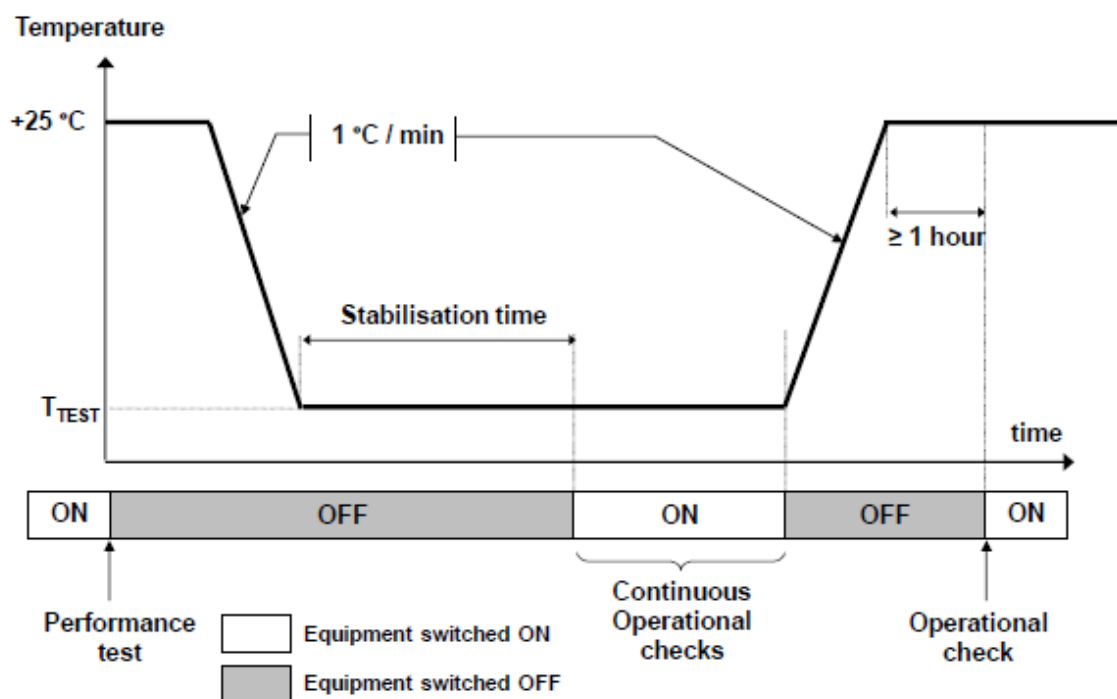 Temperature
+25 °C
1 °C / min
≥ 1 hour
Stabilisation time
T_TEST
time
ON
OFF
ON
OFF
ON
Performance
test
Continuous
Operational
checks
Operational
check
Equipment switched ON
Equipment switched OFF